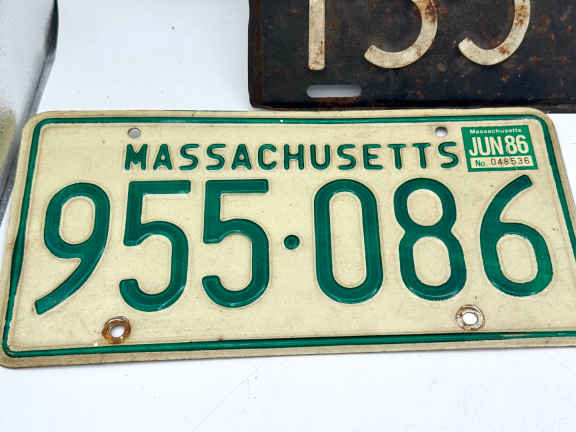 Massachusetts
JUN 86
No. 048536
MASSACHUSETTS
955·086